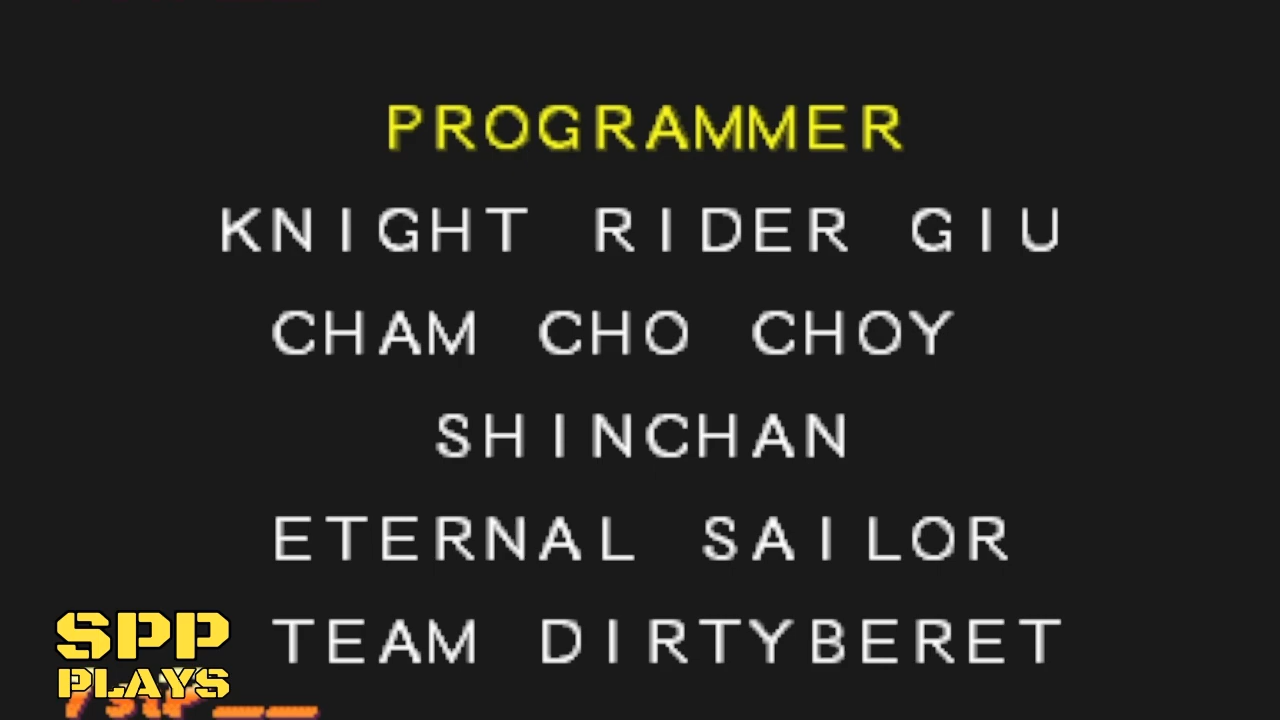 PROGRAMMER
KNIGHT RIDER GIU
CHAM CHO CHOY
SHINCHAN
ETERNAL SAILOR
TEAM DIRTYBERET
SPP
PLAYS